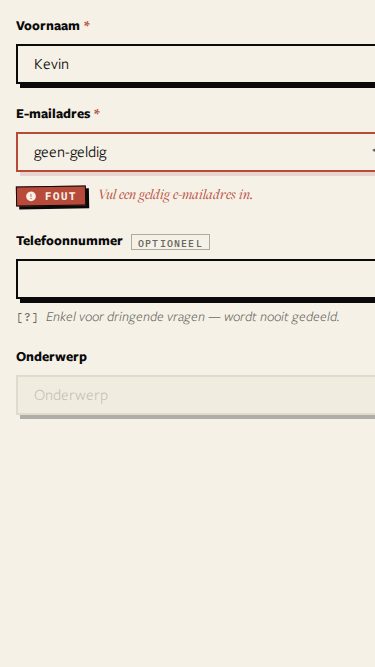 Voornaam *
Kevin
E-mailadres *
geen-geldig
FOUT Vul een geldig e-mailadres in.
Telefoonnummer OPTIONEEL
[?] Enkel voor dringende vragen — wordt nooit gedeeld.
Onderwerp
Onderwerp